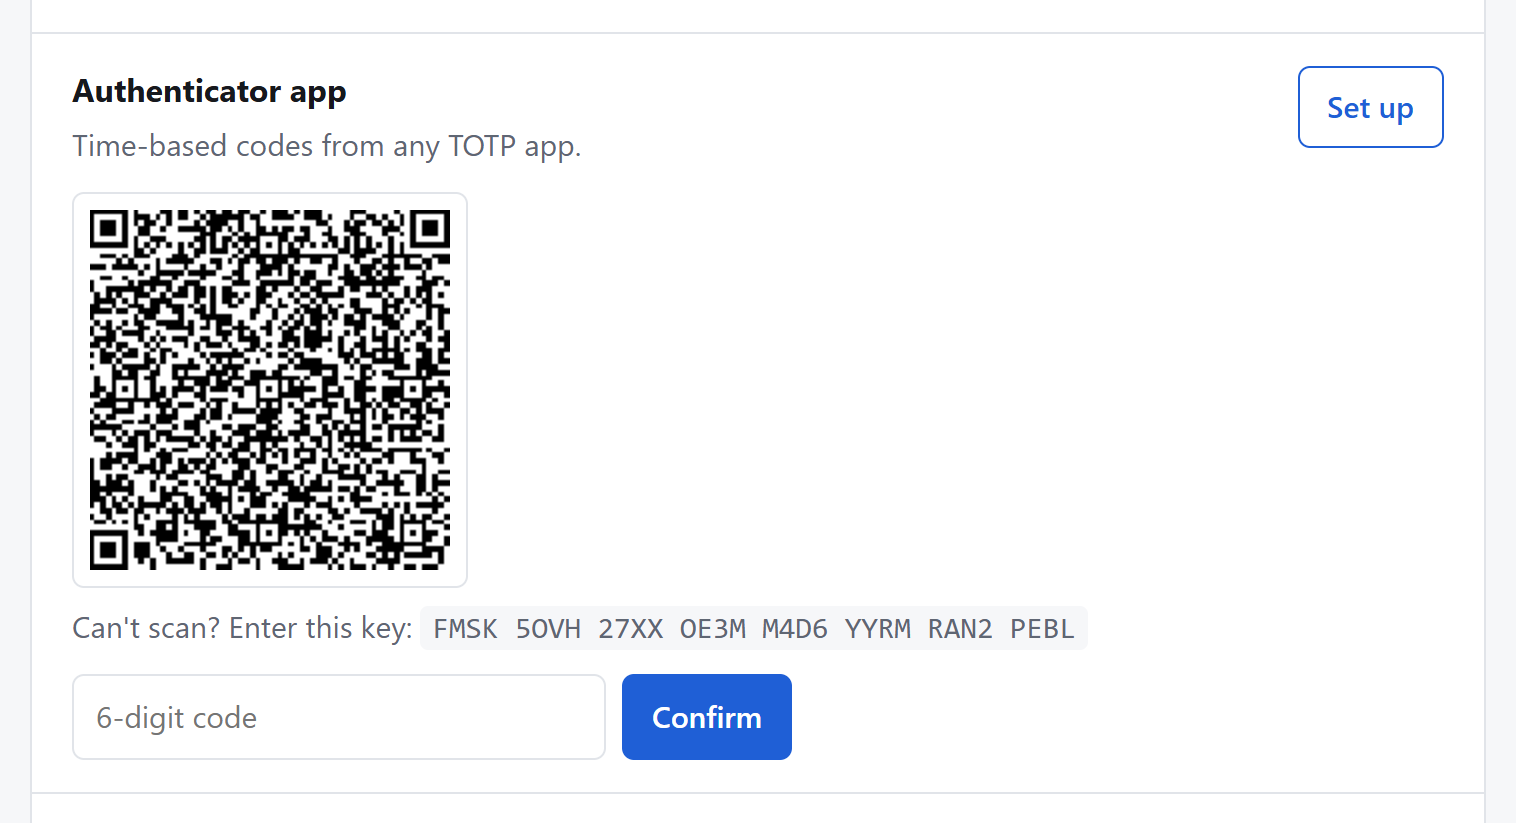 Authenticator app
Set up
Time-based codes from any TOTP app.
Can't scan? Enter this key: FMSK 5OVH 27XX OE3M M4D6 YYRM RAN2 PEBL
6-digit code
Confirm